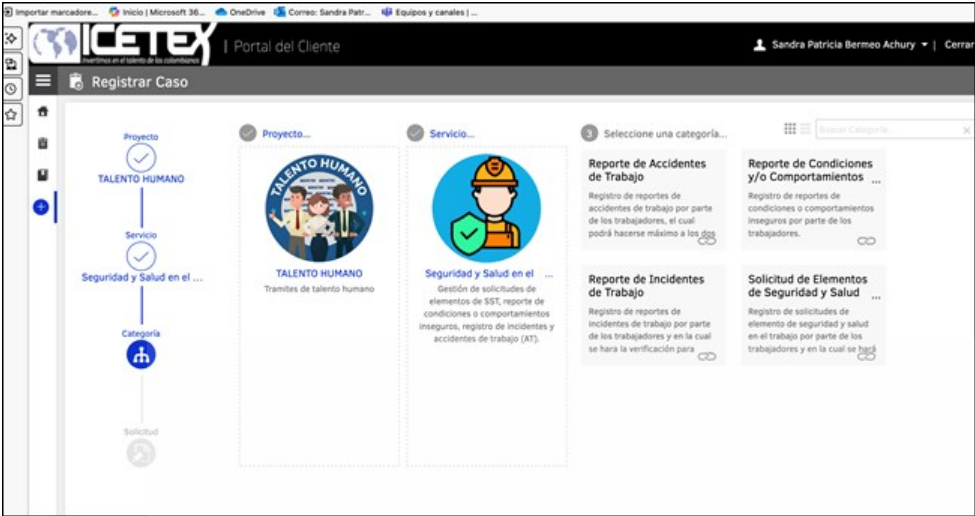 Importar marcadore...
Inicio | Microsoft 36...
OneDrive
Correo: Sandra Patr...
Equipos y canales | ...
ICETEX
Invertimos en el talento de los colombianos
| Portal del Cliente
Sandra Patricia Bermeo Achury
| Cerrar
Registrar Caso
Proyecto
TALENTO HUMANO
Servicio
Seguridad y Salud en el ...
Categoría
Solicitud
Proyecto...
TALENTO HUMANO
TALENTO HUMANO
Tramites de talento humano
Servicio...
Seguridad y Salud en el ...
Gestión de solicitudes de
elementos de SST, reporte de
condiciones o comportamientos
inseguros, registro de incidentes y
accidentes de trabajo (AT).
3 Seleccione una categoría...
Buscar Categoría...
Reporte de Accidentes
de Trabajo
Registro de reportes de
accidentes de trabajo por parte
de los trabajadores, el cual
podrá hacerse máximo a los dos
Reporte de Condiciones
y/o Comportamientos ...
Registro de reportes de
condiciones o comportamientos
inseguros por parte de los
trabajadores.
Reporte de Incidentes
de Trabajo
Registro de reportes de
incidentes de trabajo por parte
de los trabajadores y en la cual
se hara la verificación para
Solicitud de Elementos
de Seguridad y Salud ...
Registro de solicitudes de
elemento de seguridad y salud
en el trabajo por parte de los
trabajadores y en la cual se hará